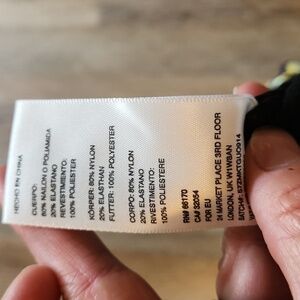 HECHO EN CHINA
CUERPO:
80% NAILON O POLIAMIDA
20% ELASTANO
REVESTIMIENTO:
100% POLIESTER
KÖRPER: 80% NYLON
20% ELASTHAN
FUTTER: 100% POLYESTER
CORPO: 80% NYLON
20% ELASTANO
RIVESTIMENTO:
100% POLIESTERE
RN# 66170
CA# 32054
FOR EU
34 MARKET PLACE 3RD FLOOR
LONDON, UK W1W8AN